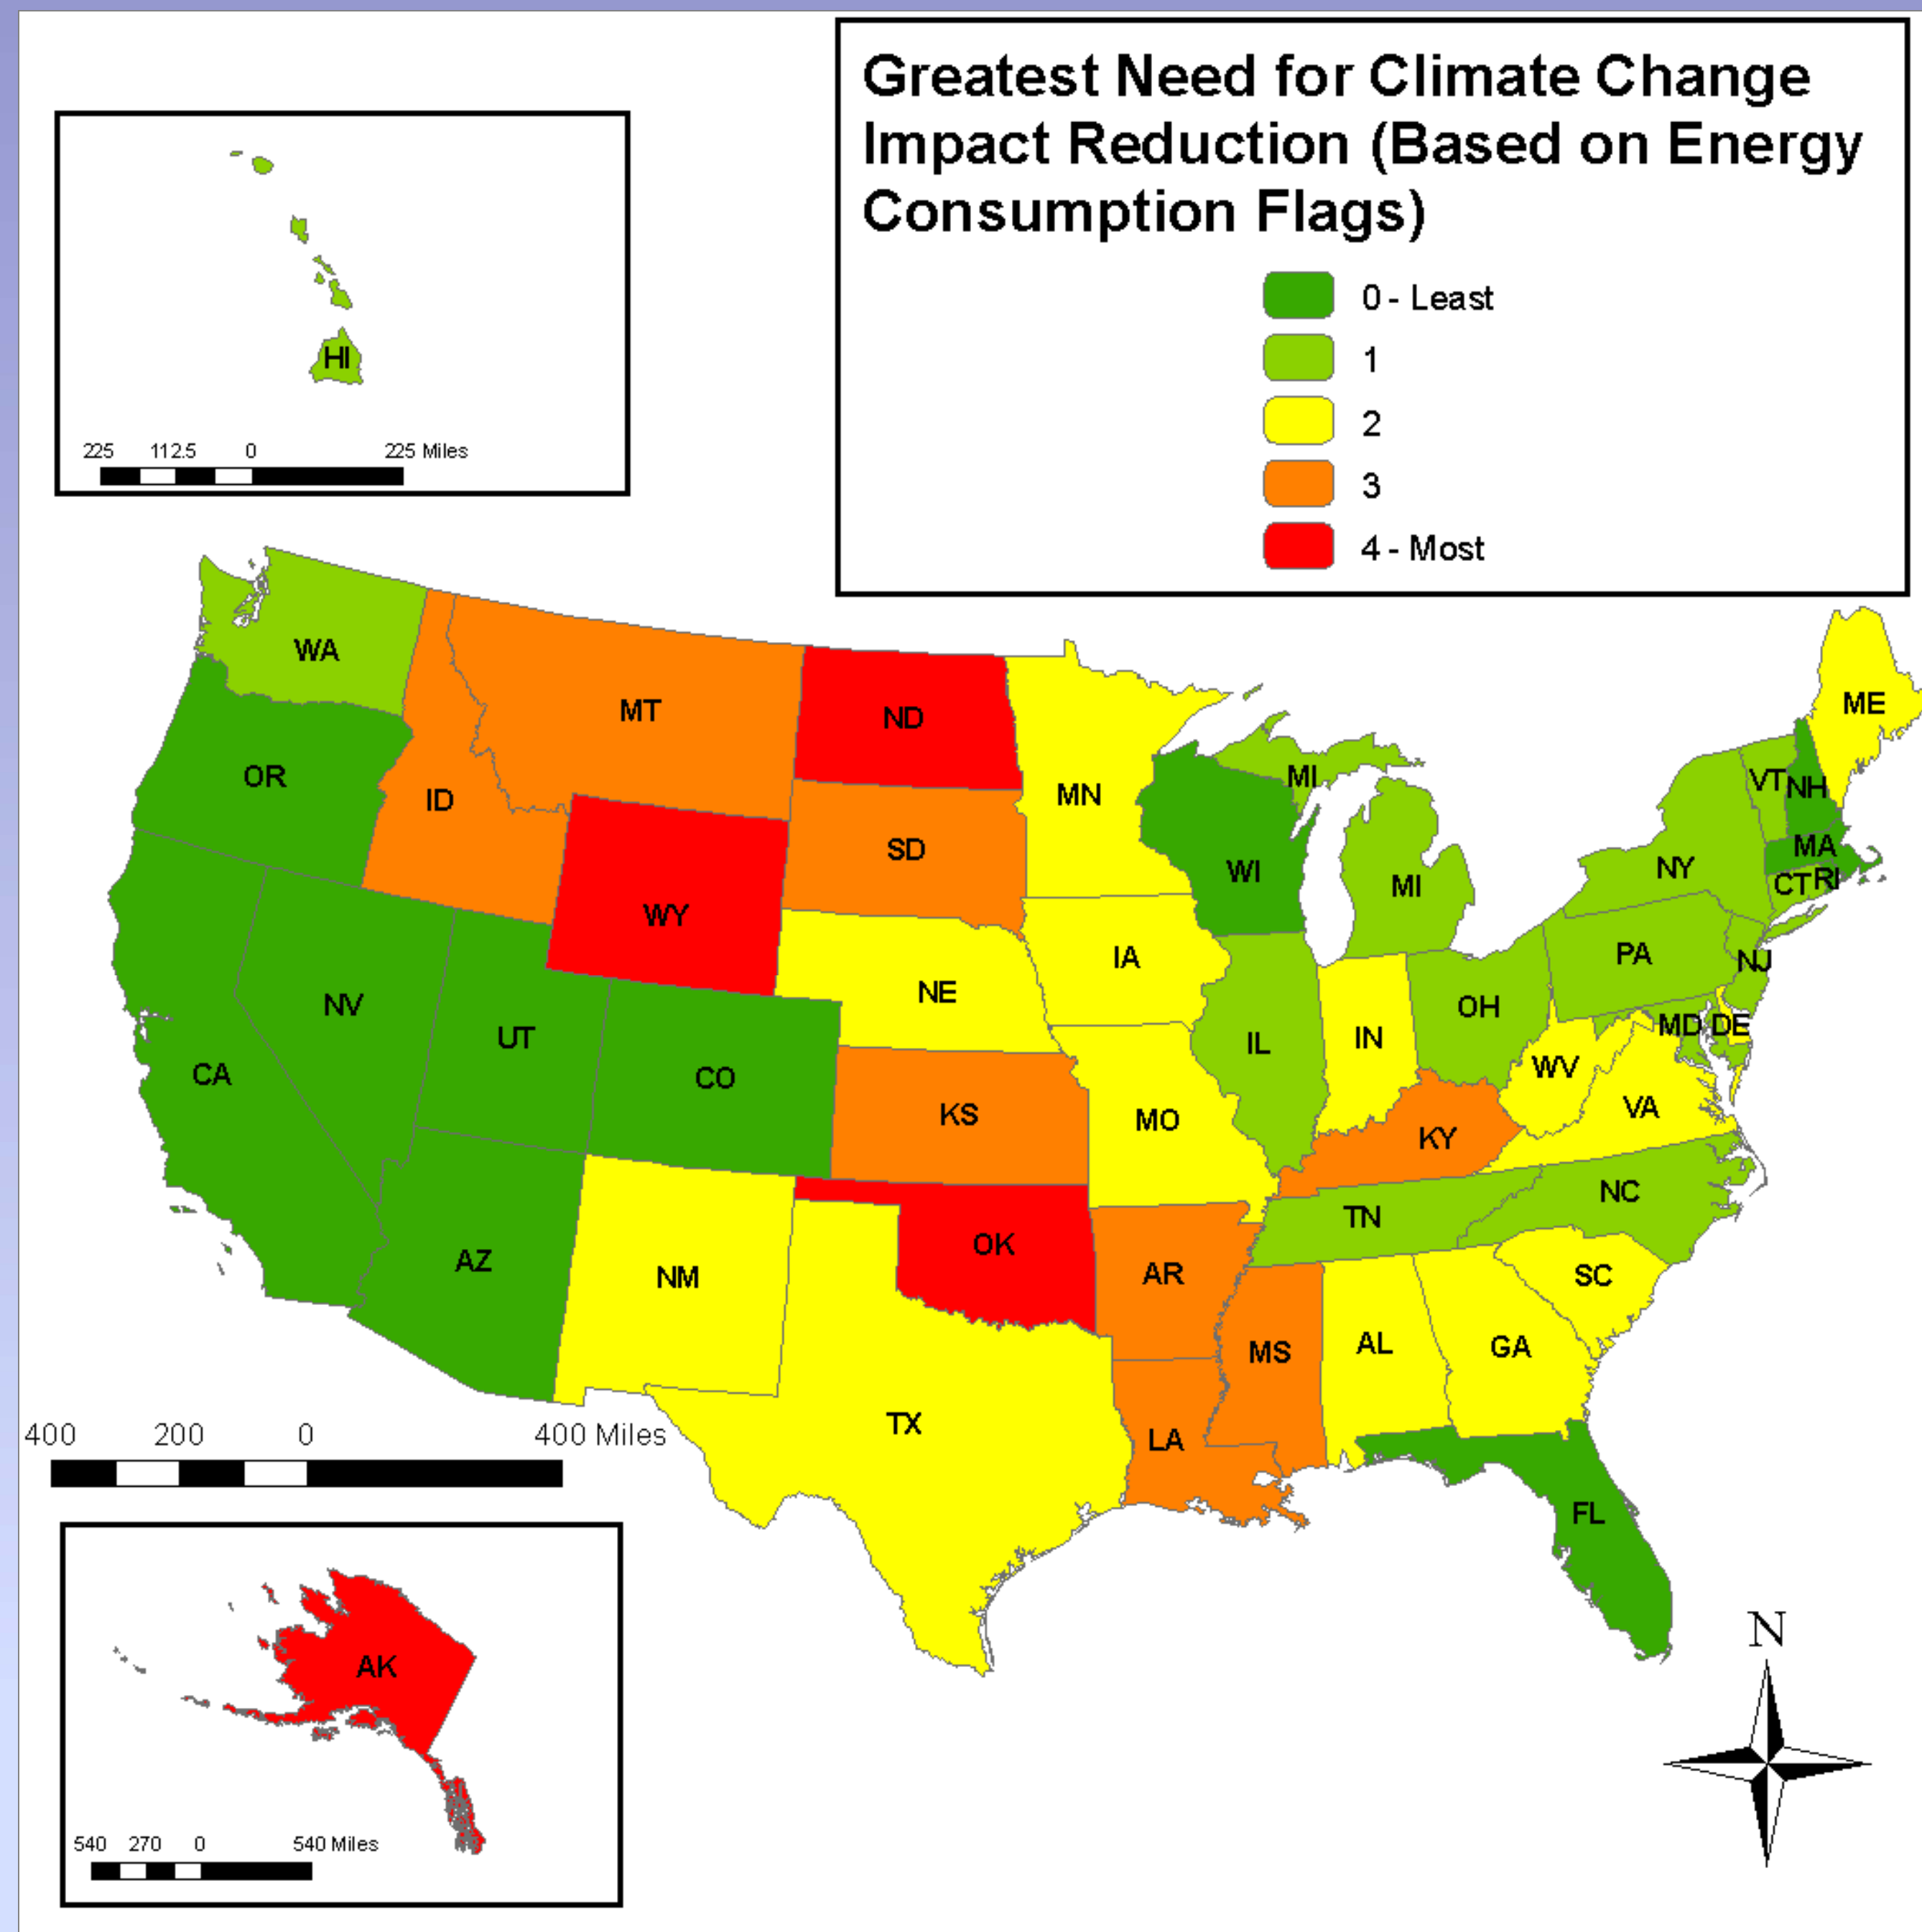 Greatest Need for Climate Change
Impact Reduction (Based on Energy
Consumption Flags)
0 - Least
1
2
3
4 - Most
HI
225 112.5 0 225 Miles
WA
MT
ND
ME
OR
ID
MN
MI
VT
NH
SD
WI
MI
NY
MA
CT
RI
WY
IA
PA
NJ
NE
NV
UT
OH
IL
IN
MD
DE
CA
CO
WV
KS
MO
VA
KY
NC
TN
AZ
NM
OK
AR
SC
MS
AL
GA
TX
LA
FL
400 200 0 400 Miles
AK
540 270 0 540 Miles
N